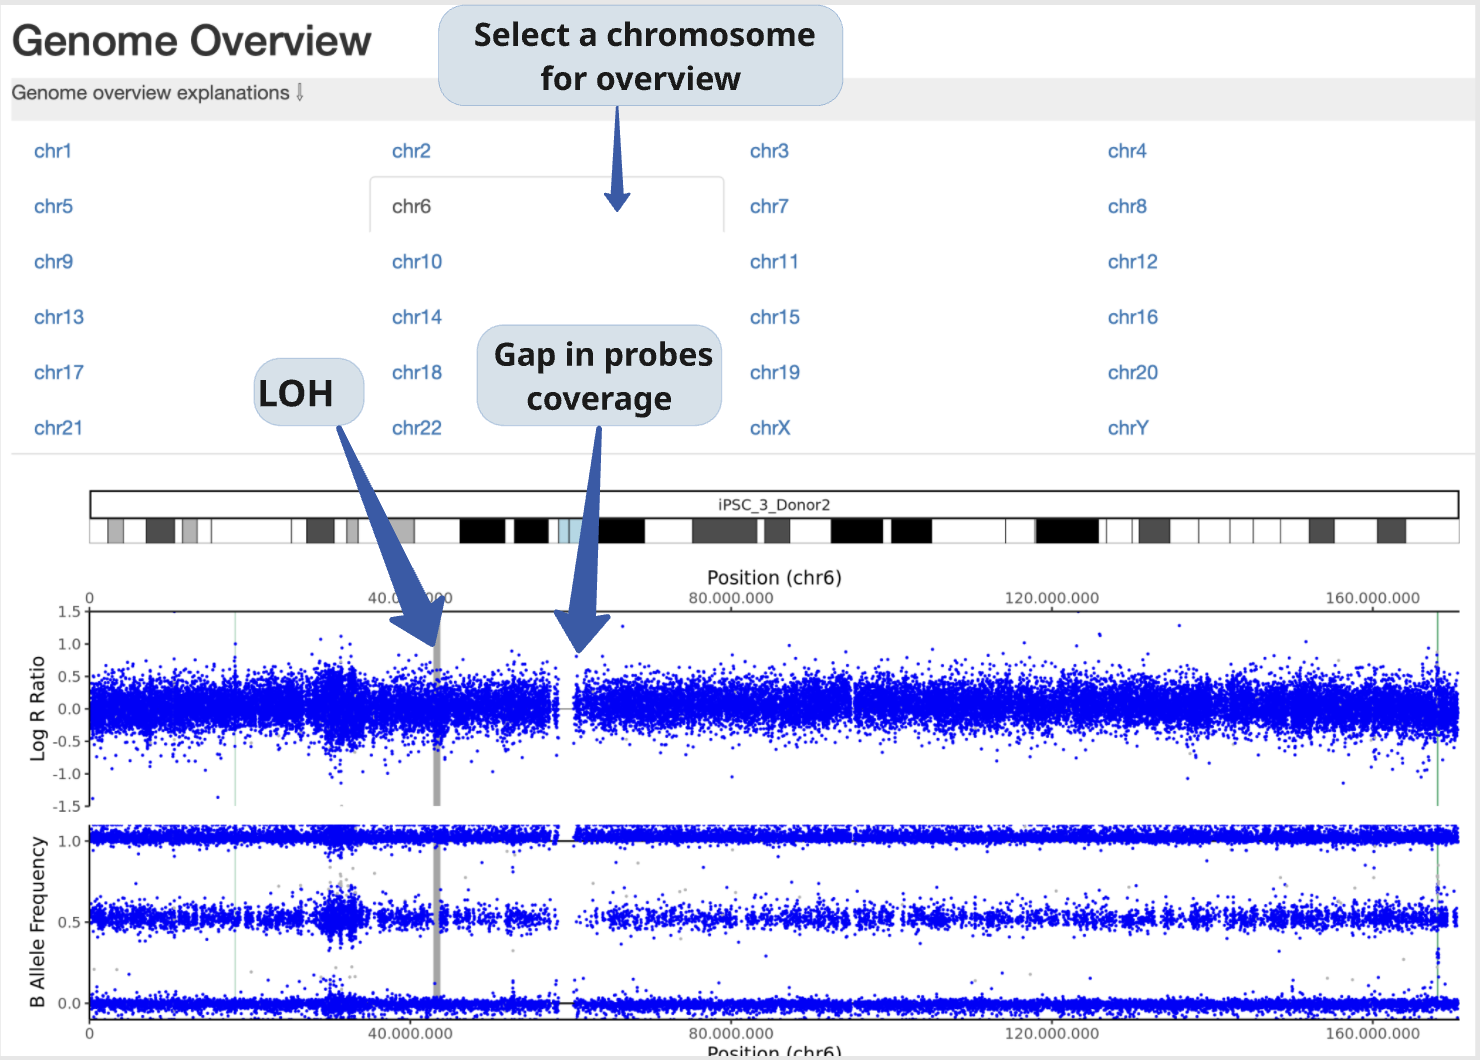 Genome Overview
Select a chromosome
for overview
Genome overview explanations ⇩
chr1 chr2 chr3 chr4
chr5 chr6 chr7 chr8
chr9 chr10 chr11 chr12
chr13 chr14 chr15 chr16
chr17 chr18 chr19 chr20
chr21 chr22 chrX chrY
LOH
Gap in probes
coverage
iPSC_3_Donor2
Position (chr6)
0 80.000.000 120.000.000 160.000.000
Log R Ratio
1.5
1.0
0.5
0.0
-0.5
-1.0
-1.5
B Allele Frequency
1.0
0.5
0.0
0 40.000.000 80.000.000 120.000.000 160.000.000
Position (chr6)